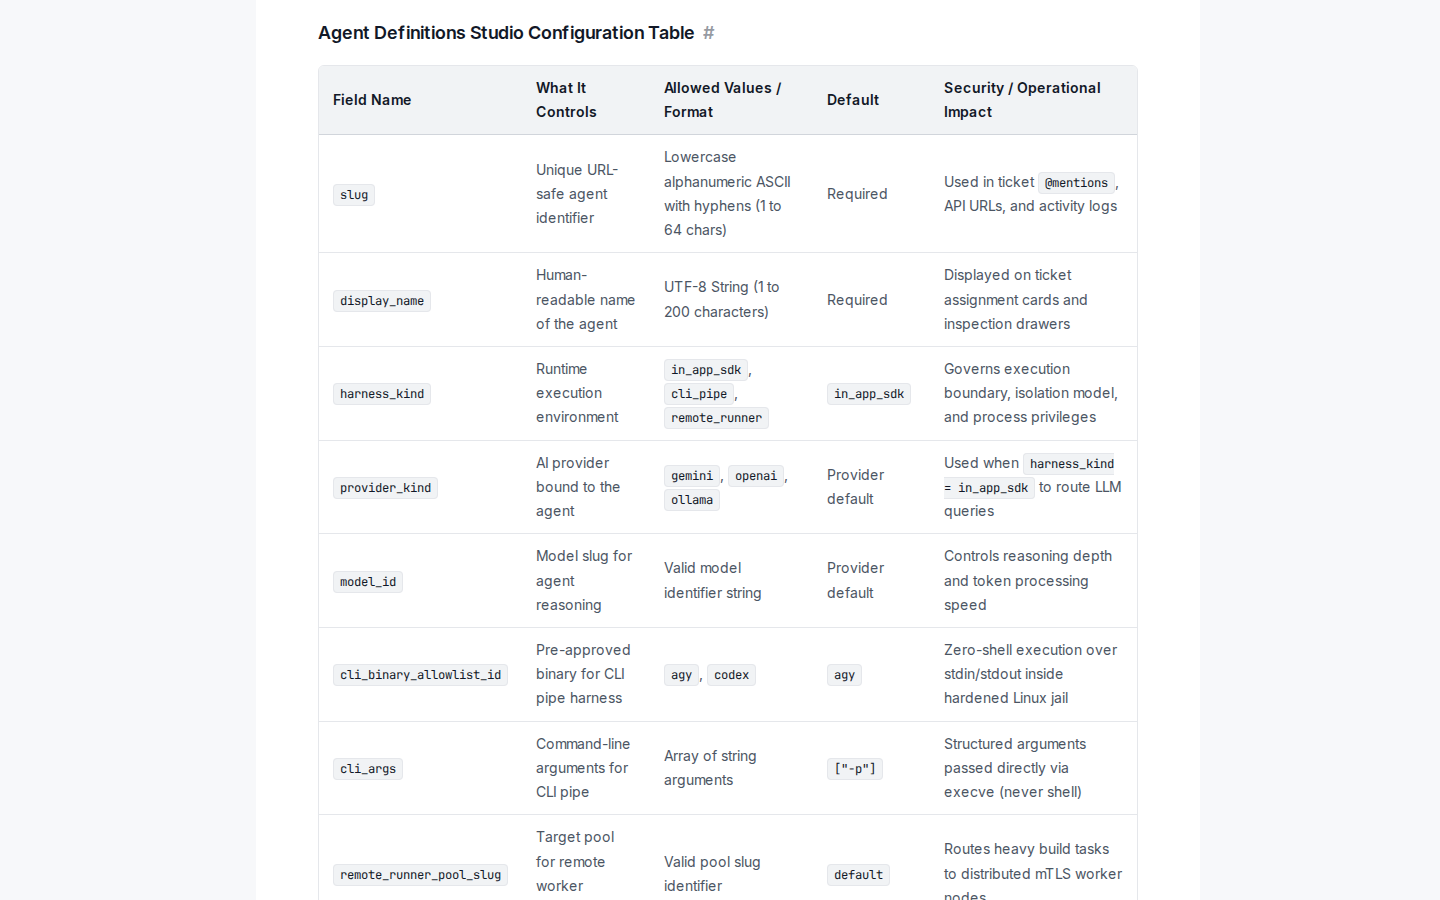 Agent Definitions Studio Configuration Table #
Field Name
What It
Controls
Allowed Values /
Format
Default
Security / Operational
Impact
slug
Unique URL-
safe agent
identifier
Lowercase
alphanumeric ASCII
with hyphens (1 to
64 chars)
Required
Used in ticket @mentions,
API URLs, and activity logs
display_name
Human-
readable name
of the agent
UTF-8 String (1 to
200 characters)
Required
Displayed on ticket
assignment cards and
inspection drawers
harness_kind
Runtime
execution
environment
in_app_sdk,
cli_pipe,
remote_runner
in_app_sdk
Governs execution
boundary, isolation model,
and process privileges
provider_kind
AI provider
bound to the
agent
gemini, openai,
ollama
Provider
default
Used when harness_kind
= in_app_sdk to route LLM
queries
model_id
Model slug for
agent
reasoning
Valid model
identifier string
Provider
default
Controls reasoning depth
and token processing
speed
cli_binary_allowlist_id
Pre-approved
binary for CLI
pipe harness
agy, codex
agy
Zero-shell execution over
stdin/stdout inside
hardened Linux jail
cli_args
Command-line
arguments for
CLI pipe
Array of string
arguments
["-p"]
Structured arguments
passed directly via
execve (never shell)
remote_runner_pool_slug
Target pool
for remote
worker
Valid pool slug
identifier
default
Routes heavy build tasks
to distributed mTLS worker
nodes